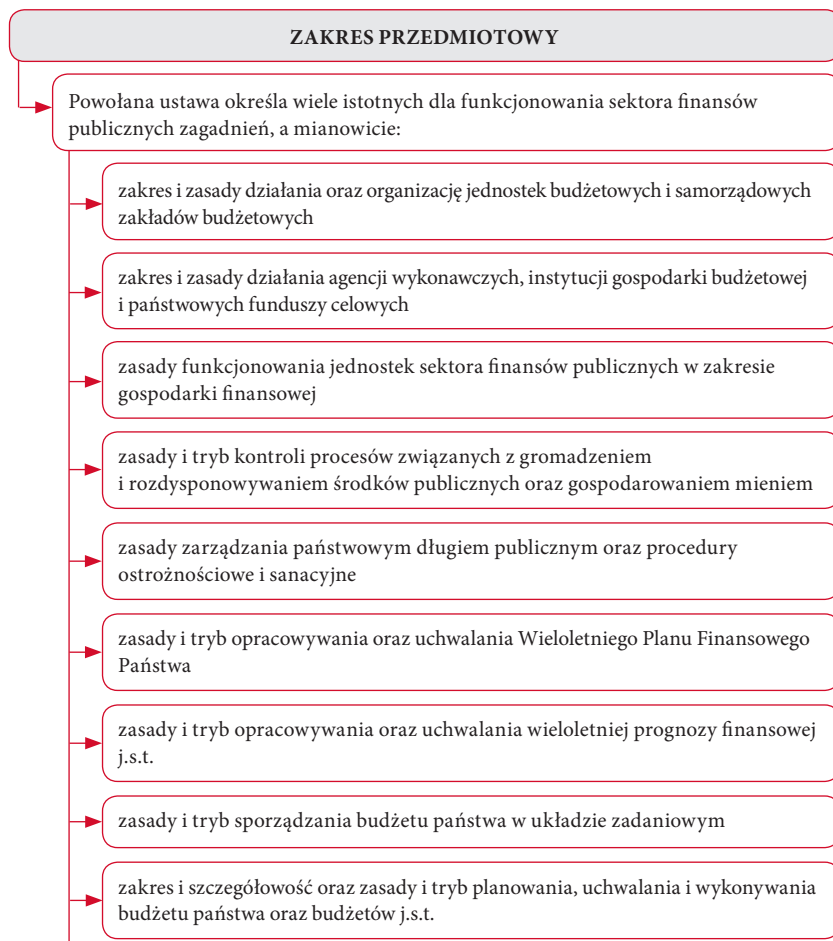 ZAKRES PRZEDMIOTOWY
Powołana ustawa określa wiele istotnych dla funkcjonowania sektora finansów
publicznych zagadnień, a mianowicie:
zakres i zasady działania oraz organizację jednostek budżetowych i samorządowych
zakładów budżetowych
zakres i zasady działania agencji wykonawczych, instytucji gospodarki budżetowej
i państwowych funduszy celowych
zasady funkcjonowania jednostek sektora finansów publicznych w zakresie
gospodarki finansowej
zasady i tryb kontroli procesów związanych z gromadzeniem
i rozdysponowywaniem środków publicznych oraz gospodarowaniem mieniem
zasady zarządzania państwowym długiem publicznym oraz procedury
ostrożnościowe i sanacyjne
zasady i tryb opracowywania oraz uchwalania Wieloletniego Planu Finansowego
Państwa
zasady i tryb opracowywania oraz uchwalania wieloletniej prognozy finansowej
j.s.t.
zasady i tryb sporządzania budżetu państwa w układzie zadaniowym
zakres i szczegółowość oraz zasady i tryb planowania, uchwalania i wykonywania
budżetu państwa oraz budżetów j.s.t.